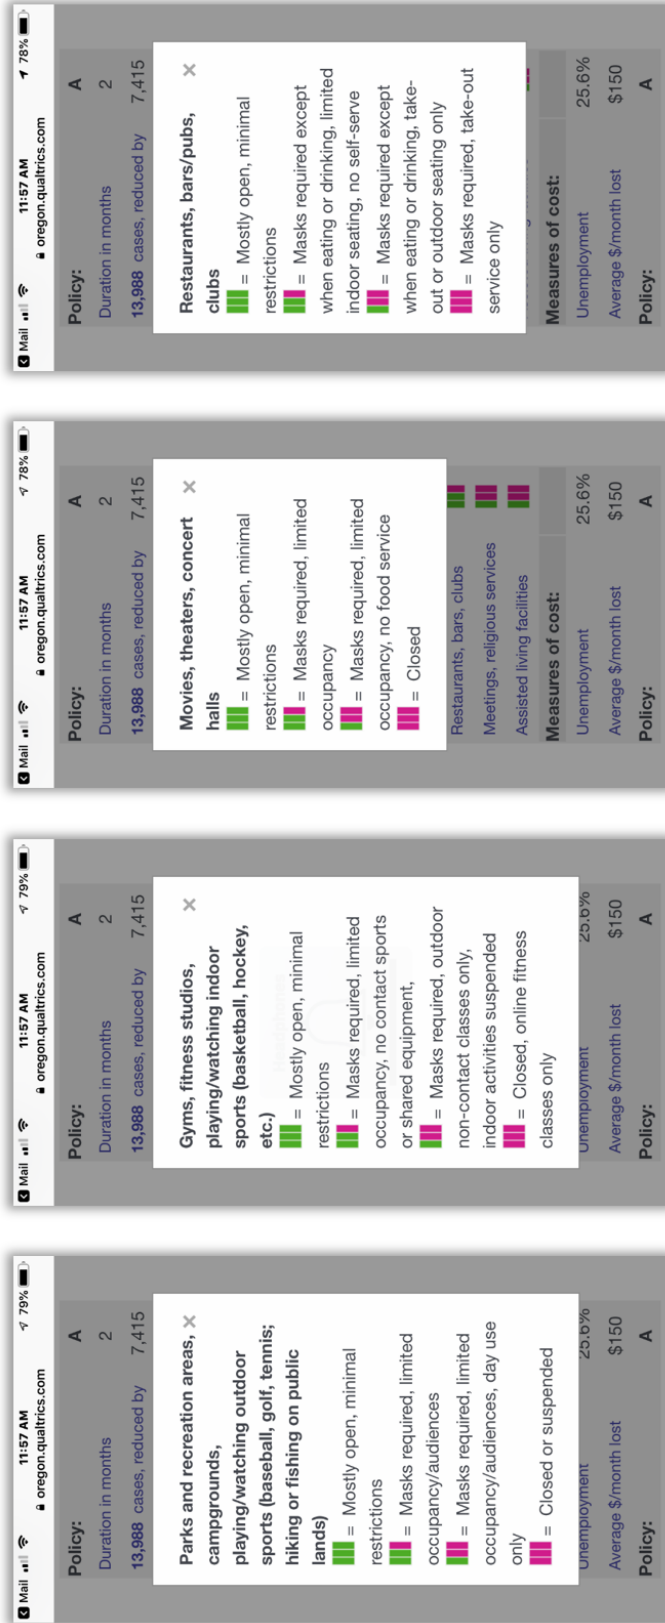 Mail 11:57 AM 79%
oregon.qualtrics.com
Policy: A
Duration in months 2
13,988 cases, reduced by 7,415
Parks and recreation areas, ×
campgrounds,
playing/watching outdoor
sports (baseball, golf, tennis;
hiking or fishing on public
lands)
= Mostly open, minimal
restrictions
= Masks required, limited
occupancy/audiences
= Masks required, limited
occupancy/audiences, day use
only
= Closed or suspended
Unemployment 25.6%
Average $/month lost $150
Policy: A
Mail 11:57 AM 79%
oregon.qualtrics.com
Policy: A
Duration in months 2
13,988 cases, reduced by 7,415
Gyms, fitness studios, ×
playing/watching indoor
sports (basketball, hockey,
etc.)
= Mostly open, minimal
restrictions
= Masks required, limited
occupancy, no contact sports
or shared equipment,
= Masks required, outdoor
non-contact classes only,
indoor activities suspended
= Closed, online fitness
classes only
Unemployment 25.6%
Average $/month lost $150
Policy: A
Mail 11:57 AM 78%
oregon.qualtrics.com
Policy: A
Duration in months 2
13,988 cases, reduced by 7,415
Movies, theaters, concert ×
halls
= Mostly open, minimal
restrictions
= Masks required, limited
occupancy
= Masks required, limited
occupancy, no food service
= Closed
Restaurants, bars, clubs
Meetings, religious services
Assisted living facilities
Measures of cost:
Unemployment 25.6%
Average $/month lost $150
Policy: A
Mail 11:57 AM 78%
oregon.qualtrics.com
Policy: A
Duration in months 2
13,988 cases, reduced by 7,415
Restaurants, bars/pubs, ×
clubs
= Mostly open, minimal
restrictions
= Masks required except
when eating or drinking, limited
indoor seating, no self-serve
= Masks required except
when eating or drinking, take-
out or outdoor seating only
= Masks required, take-out
service only
Measures of cost:
Unemployment 25.6%
Average $/month lost $150
Policy: A